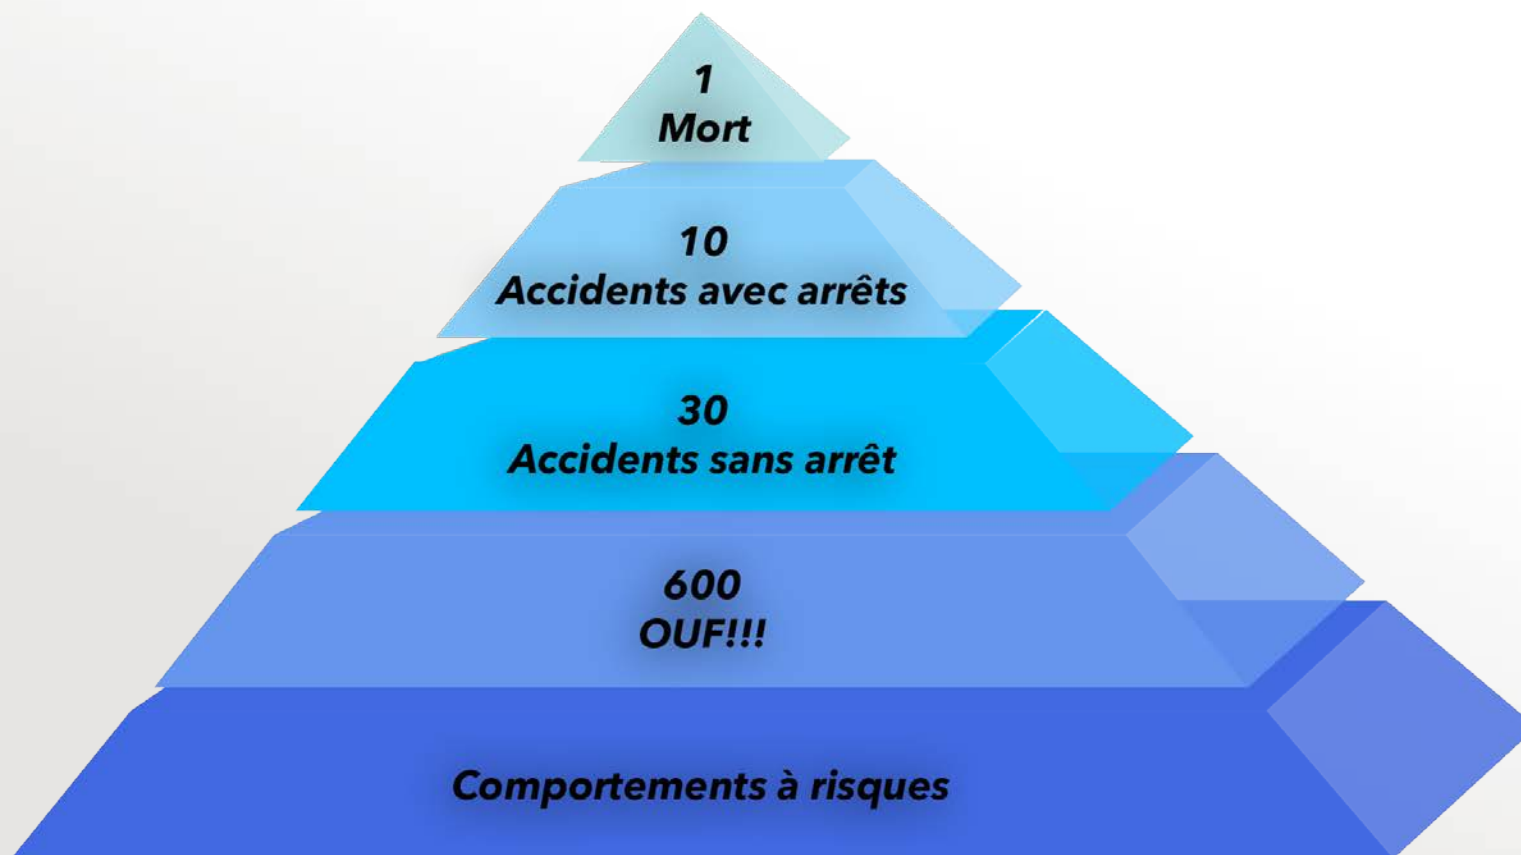 1
Mort
10
Accidents avec arrêts
30
Accidents sans arrêt
600
OUF!!!
Comportements à risques